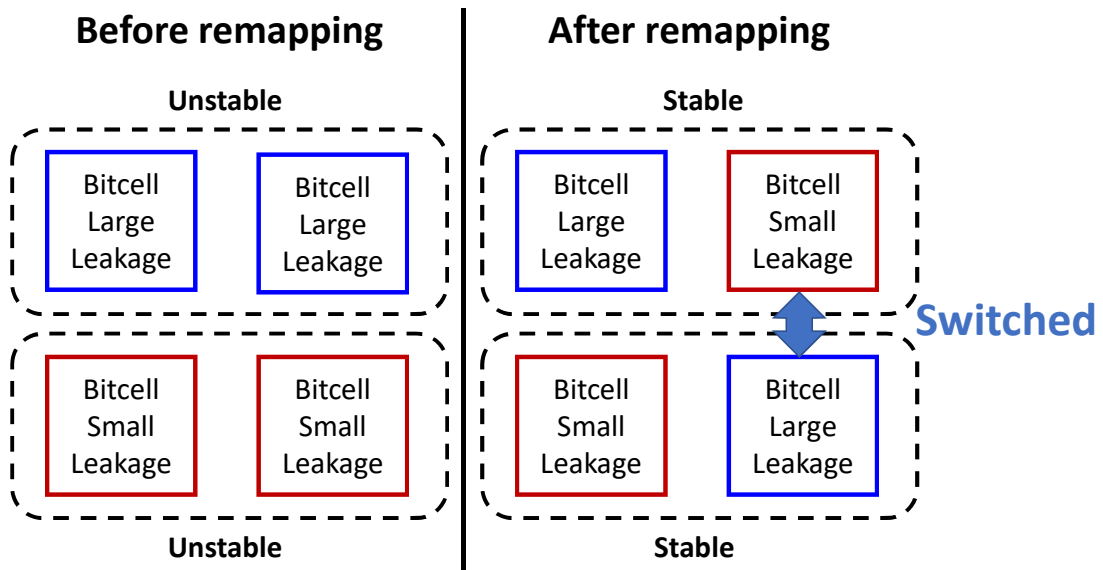 Before remapping
After remapping
Unstable
Stable
Bitcell
Large
Leakage
Bitcell
Large
Leakage
Bitcell
Large
Leakage
Bitcell
Small
Leakage
Switched
Bitcell
Small
Leakage
Bitcell
Small
Leakage
Bitcell
Small
Leakage
Bitcell
Large
Leakage
Unstable
Stable